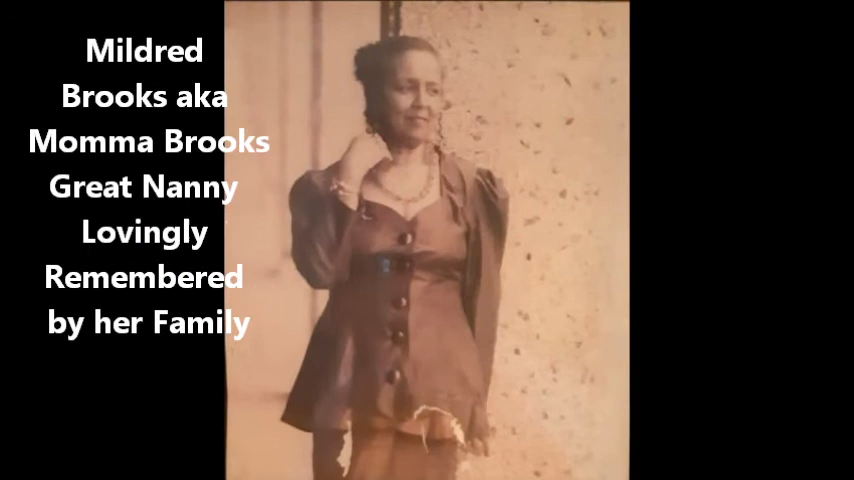 Mildred
Brooks aka
Momma Brooks
Great Nanny
Lovingly
Remembered
by her Family